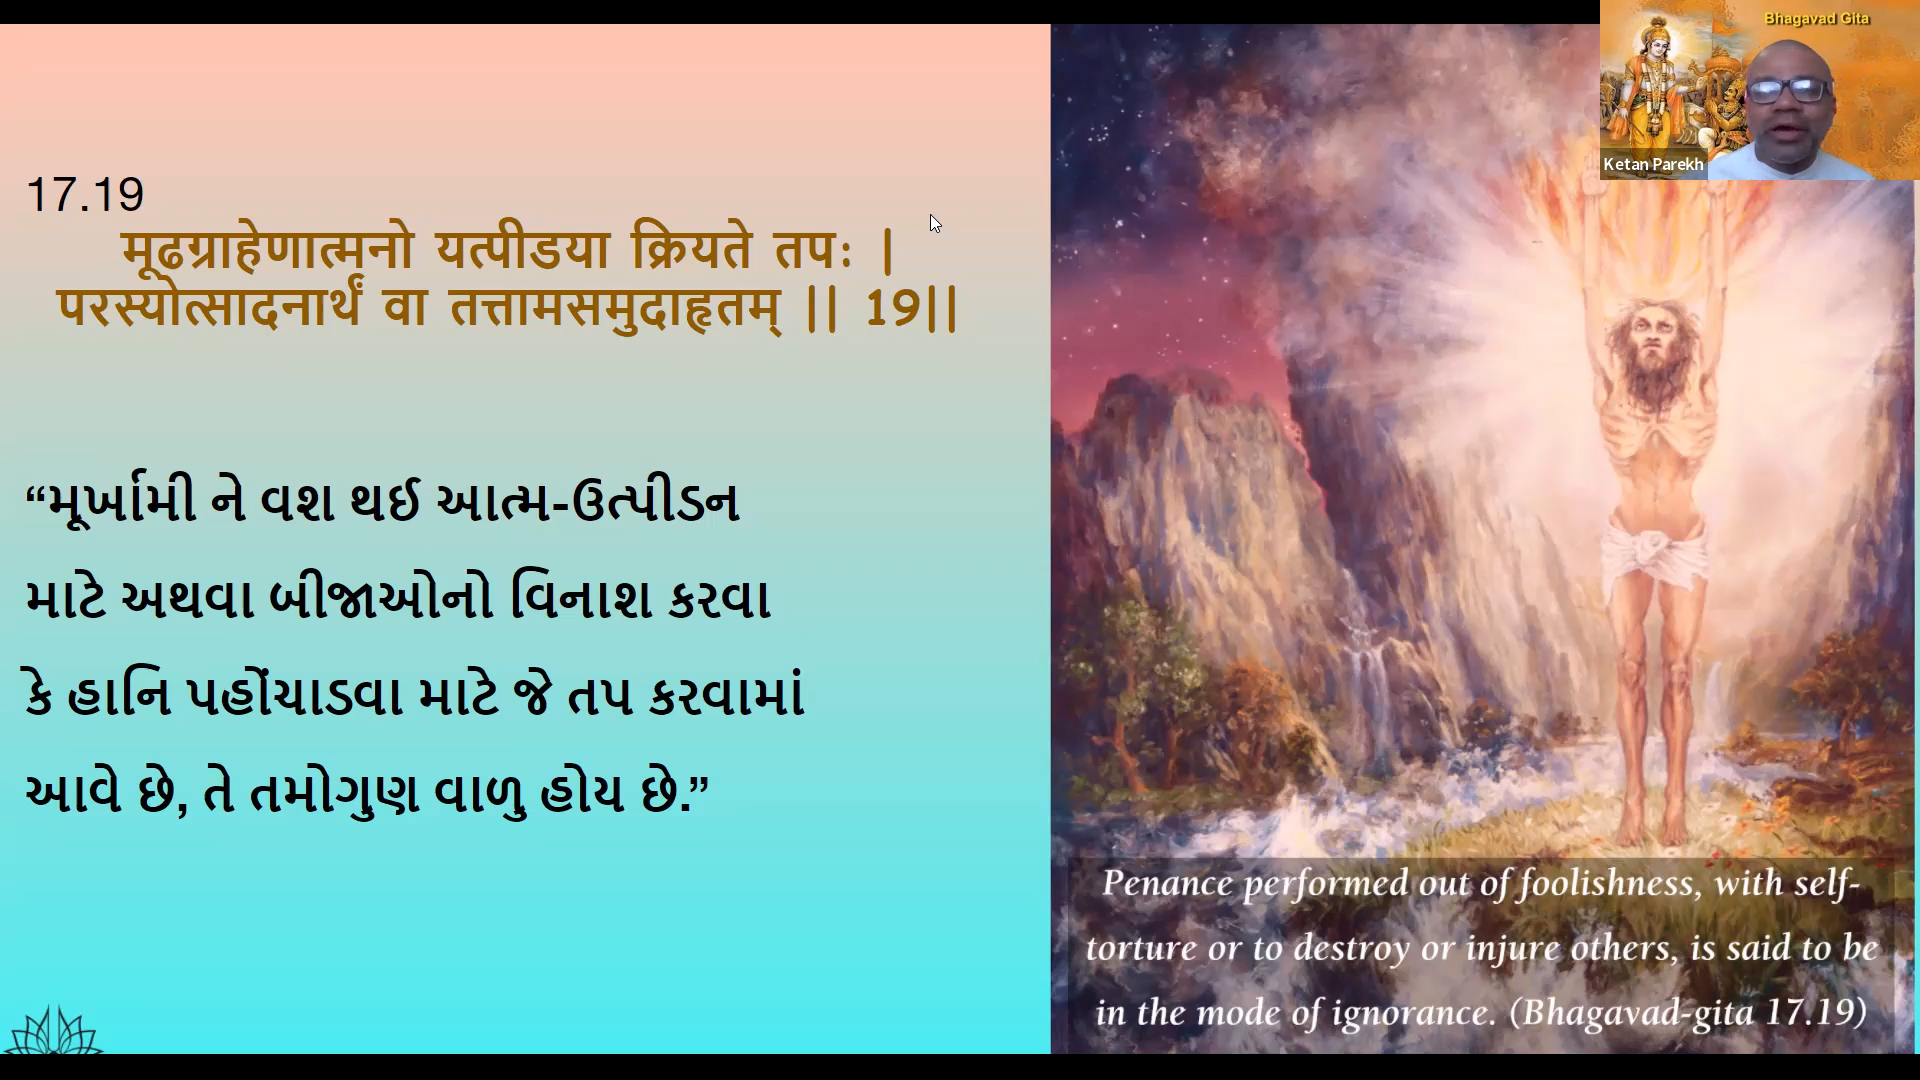 Bhagavad Gita
Ketan Parekh
17.19
मूढग्राहेणात्मनो यत्पीडया क्रियते तपः |
परस्योत्सादनार्थं वा तत्तामसमुदाहृतम् || 19||
“મૂર્ખામી ને વશ થઈ આત્મ-ઉત્પીડન
માટે અથવા બીજાઓનો વિનાશ કરવા
કે હાનિ પહોંચાડવા માટે જે તપ કરવામાં
આવે છે, તે તમોગુણ વાળુ હોય છે.”
Penance performed out of foolishness, with self-
torture or to destroy or injure others, is said to be
in the mode of ignorance. (Bhagavad-gita 17.19)